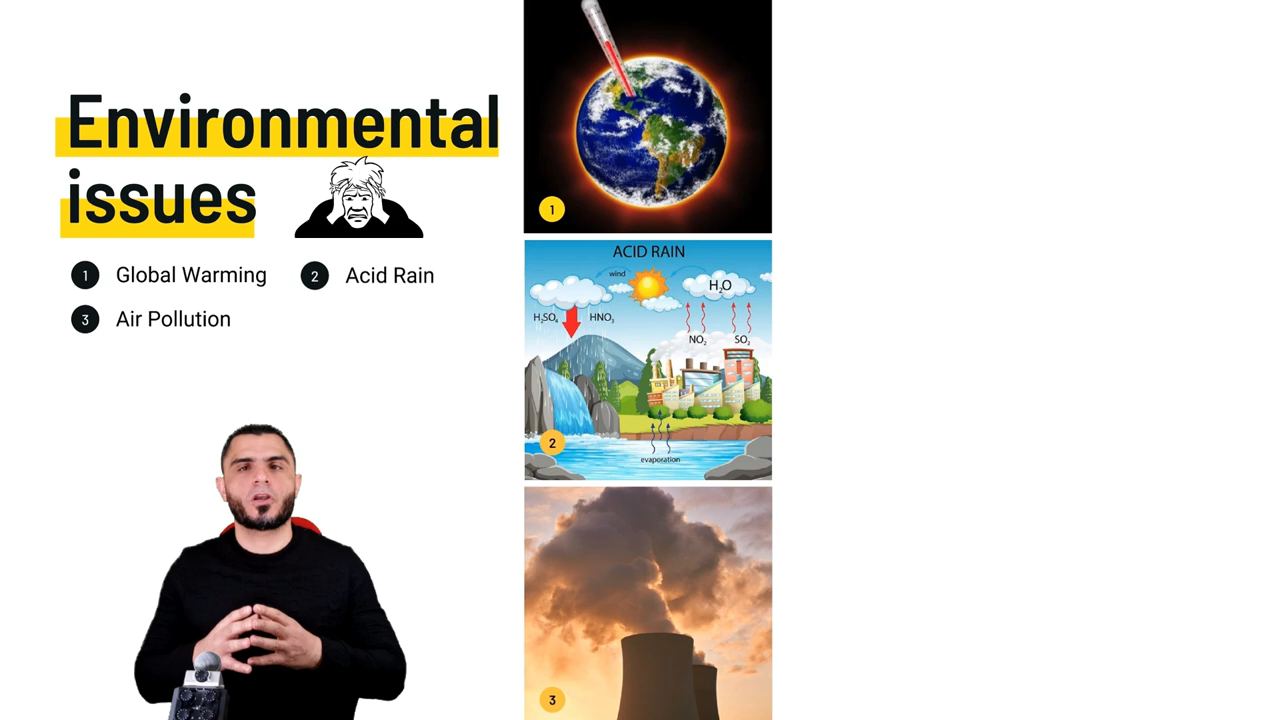 Environmental
issues
1 Global Warming
2 Acid Rain
3 Air Pollution
1
ACID RAIN
wind
H₂O
H₂SO₄
HNO₃
NO₂
SO₂
2
evaporation
3